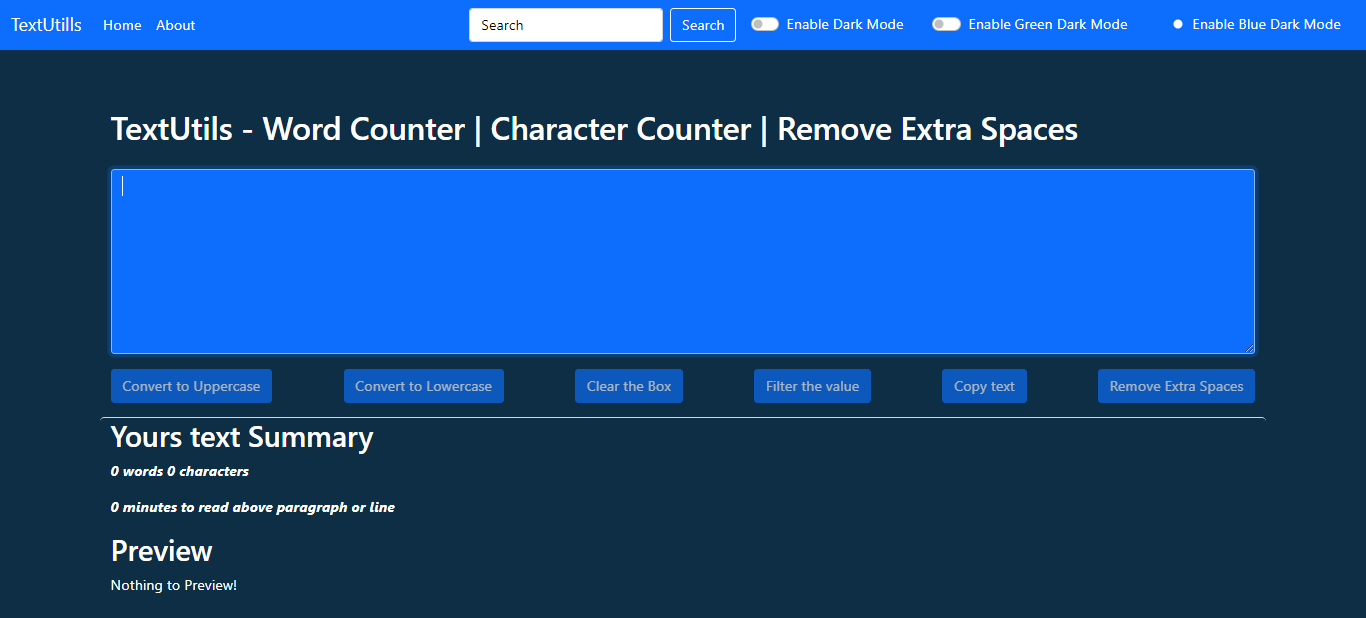 TextUtills Home About Search Search Enable Dark Mode Enable Green Dark Mode Enable Blue Dark Mode
TextUtils - Word Counter | Character Counter | Remove Extra Spaces
Convert to Uppercase Convert to Lowercase Clear the Box Filter the value Copy text Remove Extra Spaces
Yours text Summary
0 words 0 characters
0 minutes to read above paragraph or line
Preview
Nothing to Preview!